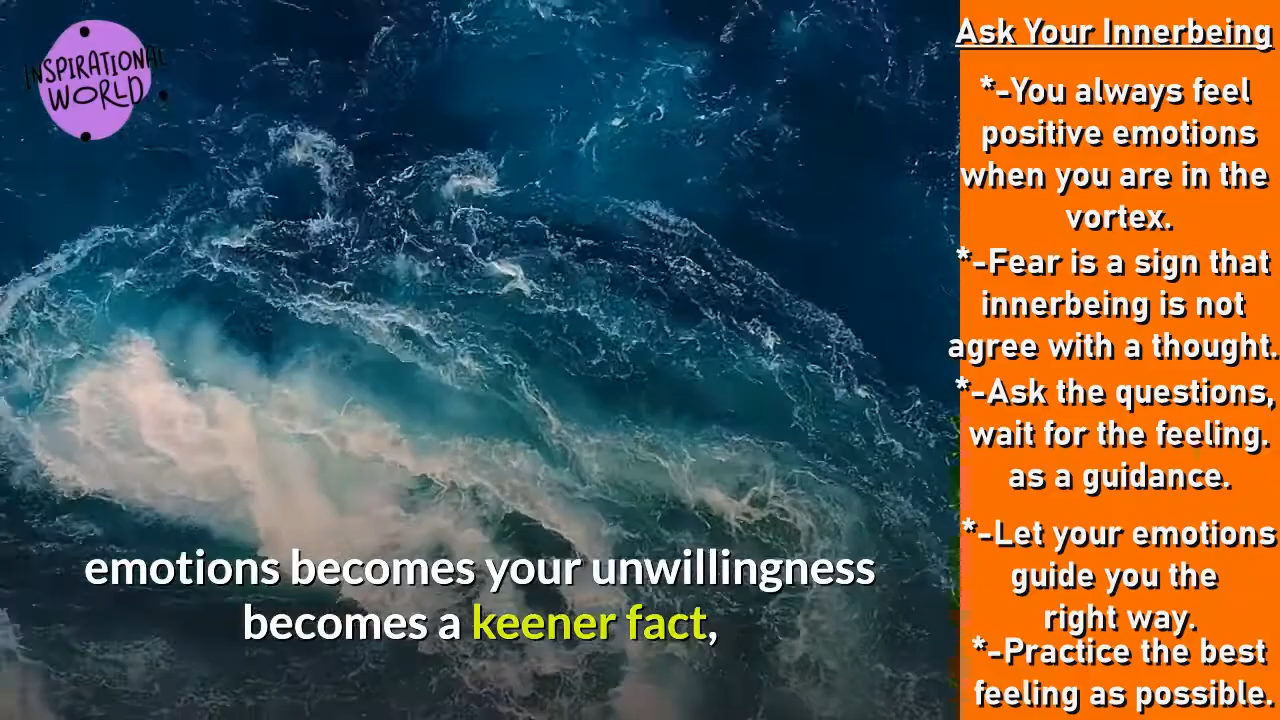 INSPIRATIONAL
WORLD
Ask Your Innerbeing
*-You always feel
positive emotions
when you are in the
vortex.
*-Fear is a sign that
innerbeing is not
agree with a thought.
*-Ask the questions,
wait for the feeling.
as a guidance.
*-Let your emotions
guide you the
right way.
*-Practice the best
feeling as possible.
emotions becomes your unwillingness
becomes a keener fact,